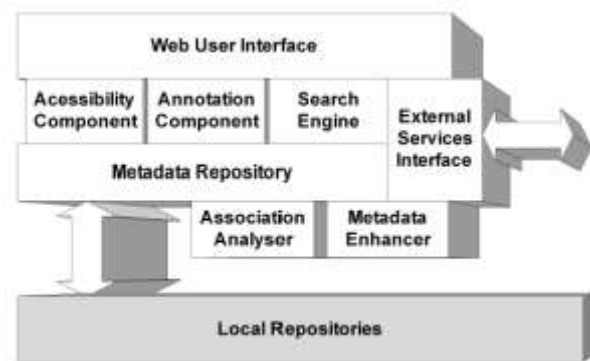 Web User Interface
Acessibility
Component
Annotation
Component
Search
Engine
External
Services
Interface
Metadata Repository
Association
Analyser
Metadata
Enhancer
Local Repositories